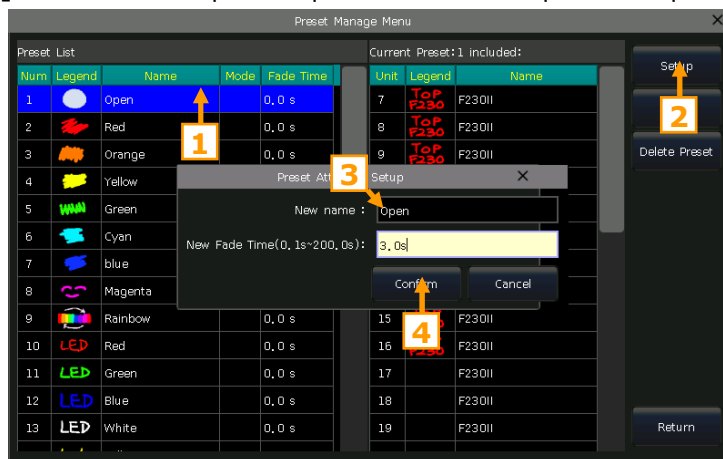 Preset Manage Menu
Preset List
Current Preset:1 included:
Num Legend Name Mode Fade Time
Unit Legend Name
Setup
1 Open 0.0 s
7 TOP F230 F230II
2 Red 0.0 s
8 TOP F230 F230II
3 Orange 0.0 s
9 TOP F230II
Delete Preset
4 Yellow
5 Green
6 Cyan
7 blue
8 Magenta
9 Rainbow 0.0 s
15 F230II
10 LED Red 0.0 s
16 F230 F230II
11 LED Green 0.0 s
17 F230II
12 LED Blue 0.0 s
18 F230II
13 LED White 0.0 s
19 F230II
Return
Preset Att Setup
New name : Open
New Fade Time(0.1s~200.0s): 3.0s
Confirm Cancel
1
2
3
4